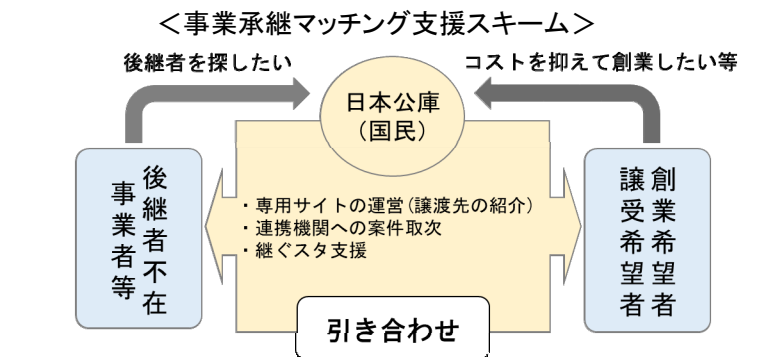 ＜事業承継マッチング支援スキーム＞
後継者を探したい
コストを抑えて創業したい等
日本公庫
（国民）
後継者不在
事業者等
・専用サイトの運営（譲渡先の紹介）
・連携機関への案件取次
・継ぐスタ支援
創業希望者
譲受希望者
引き合わせ